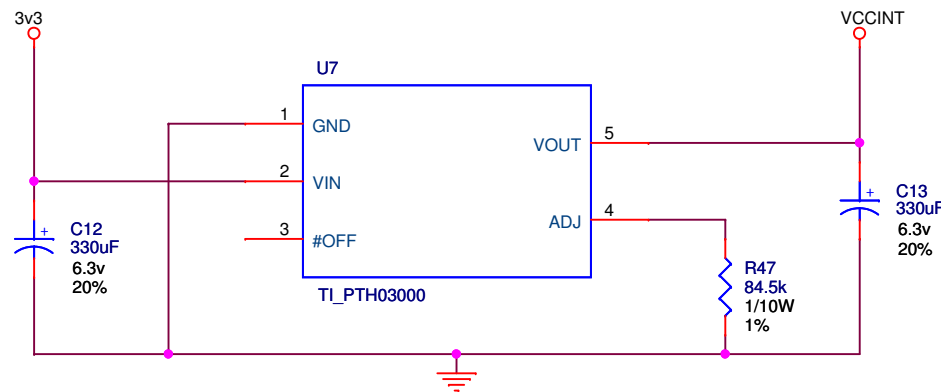 3v3
VCCINT
U7
1
GND
VOUT
5
2
VIN
3
#OFF
ADJ
4
TI_PTH03000
C12
330uF
6.3v
20%
C13
330uF
6.3v
20%
R47
84.5k
1/10W
1%
+
+